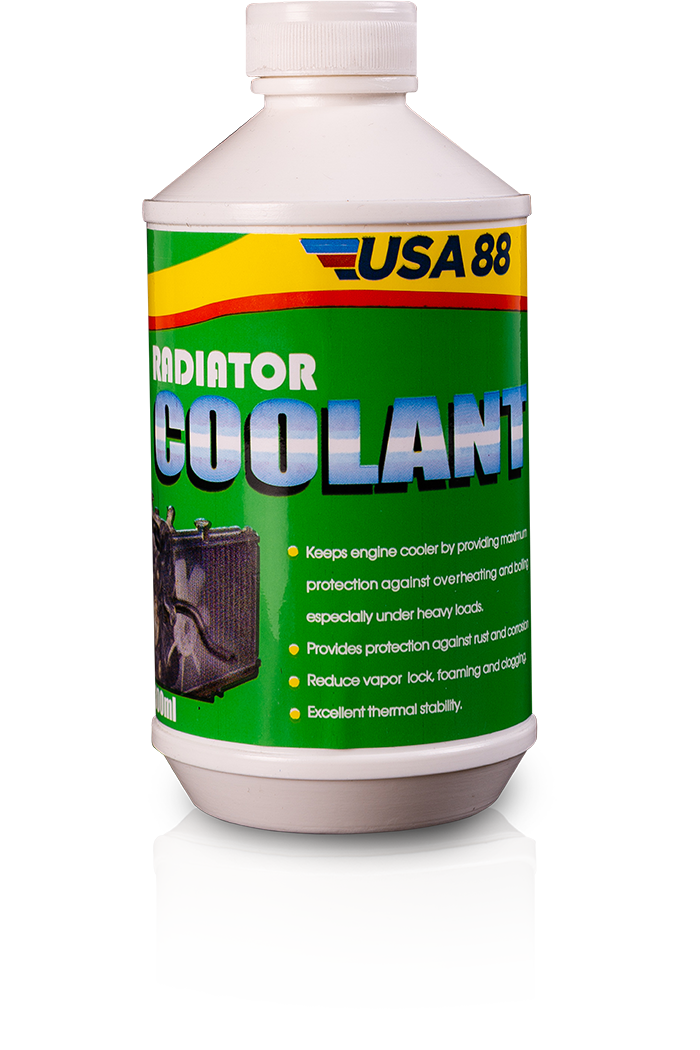 USA 88
RADIATOR
COOLANT
Keeps engine cooler by providing maximum
protection against overheating and boiling
especially under heavy loads.
Provides protection against rust and corrosion
Reduce vapor lock, foaming and clogging.
Excellent thermal stability.
00ml